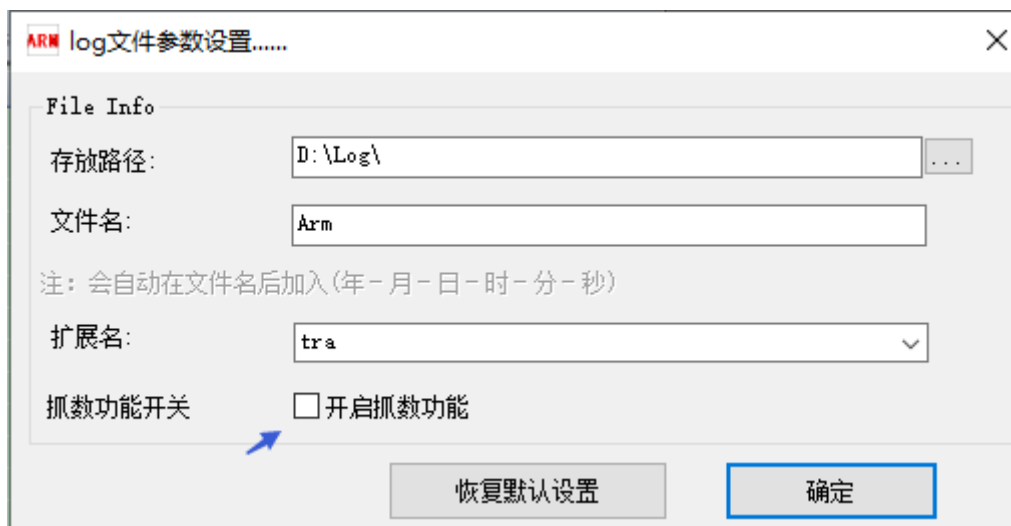 ARM log文件参数设置......
File Info
存放路径: D:\Log\ ...
文件名: Arm
注: 会自动在文件名后加入(年-月-日-时-分-秒)
扩展名: tra
抓数功能开关 开启抓数功能
恢复默认设置 确定